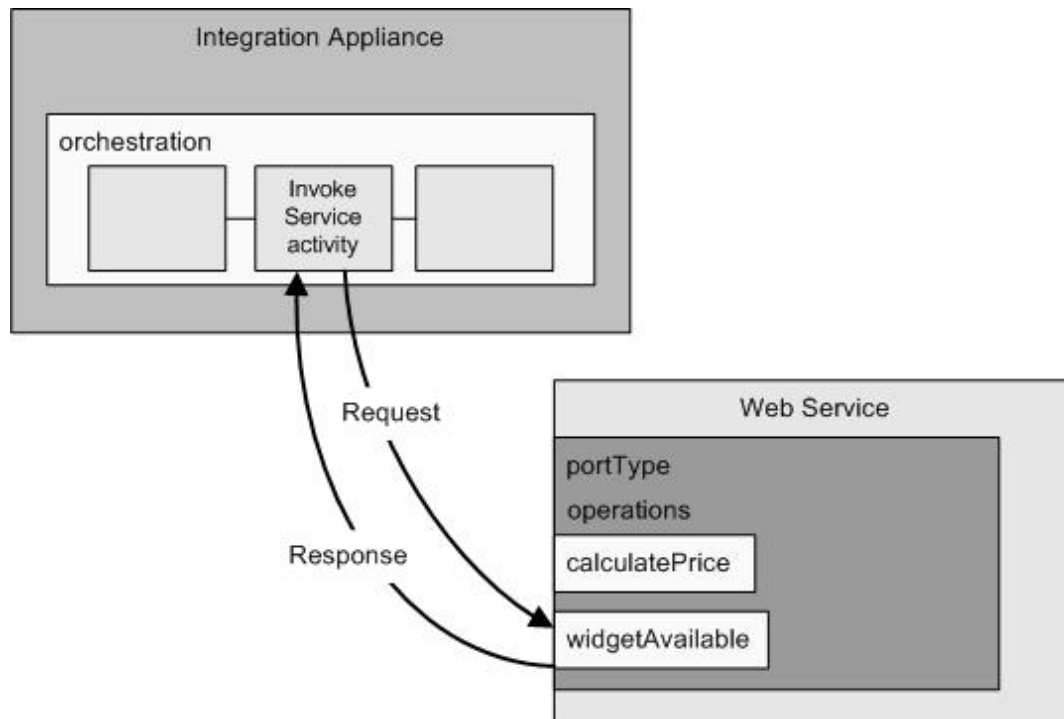 Integration Appliance
orchestration
Invoke
Service
activity
Request
Response
Web Service
portType
operations
calculatePrice
widgetAvailable